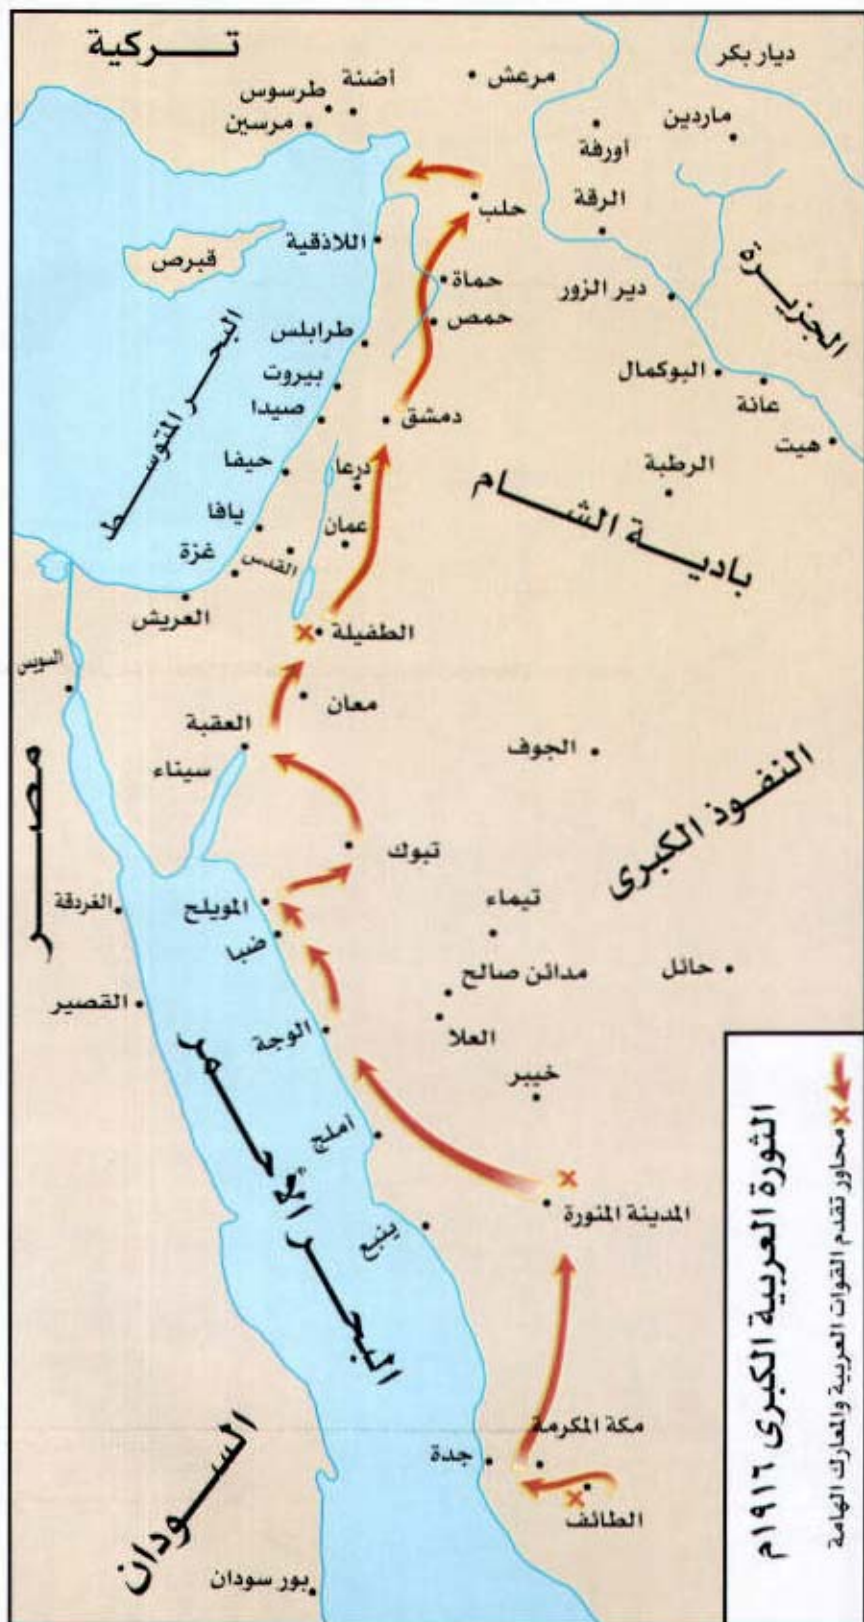 تركية
ديار بكر
مرعش
أضنة
طرسوس
مرسين
ماردين
أورفة
الرقة
حلب
اللاذقية
قبرص
الجزيرة
حماة
دير الزور
حمص
طرابلس
البحر المتوسط
بيروت
البوكمال
عانة
صيدا
دمشق
هيت
حيفا
درعا
الرطبة
بادية الشام
يافا
عمان
غزة
القدس
العريش
الطفيلة
السويس
معان
العقبة
سيناء
الجوف
مصر
النفوذ الكبرى
تبوك
المويلح
الغردقة
تيماء
ضبا
حائل
مدائن صالح
القصير
العلا
الوجة
خيبر
املج
المدينة المنورة
ينبع
البحر الأحمر
مكة المكرمة
جدة
الطائف
السودان
بور سودان
الثورة العربية الكبرى ١٩١٦م
محاور تقدم القوات العربية والمعارك الهامة